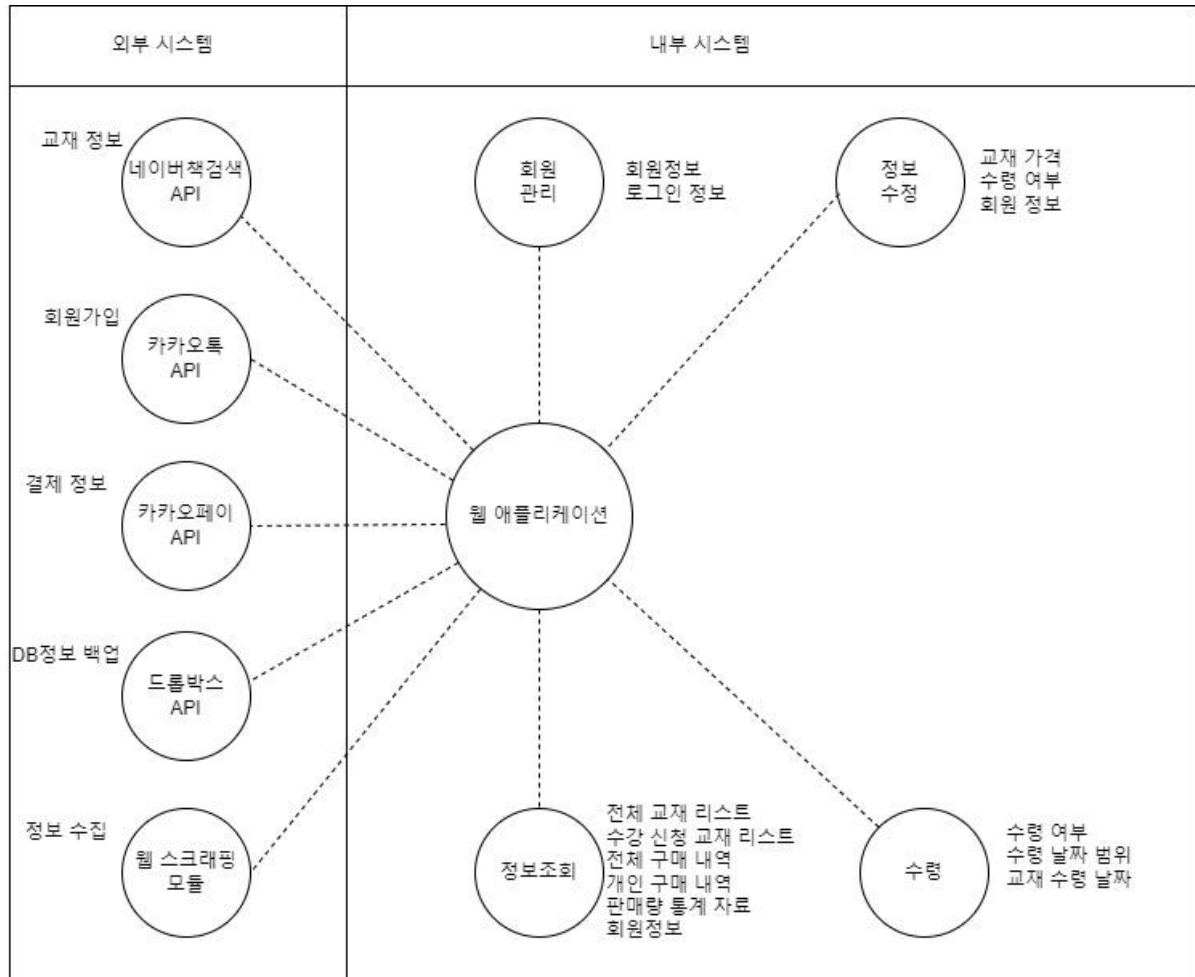 외부 시스템
내부 시스템
교재 정보
네이버책검색
API
회원
관리
회원정보
로그인 정보
정보
수정
교재 가격
수령 여부
회원 정보
회원가입
카카오톡
API
결제 정보
카카오페이
API
웹 애플리케이션
DB정보 백업
드롭박스
API
정보 수집
웹 스크래핑
모듈
정보조회
전체 교재 리스트
수강 신청 교재 리스트
전체 구매 내역
개인 구매 내역
판매량 통계 자료
회원정보
수령
수령 여부
수령 날짜 범위
교재 수령 날짜